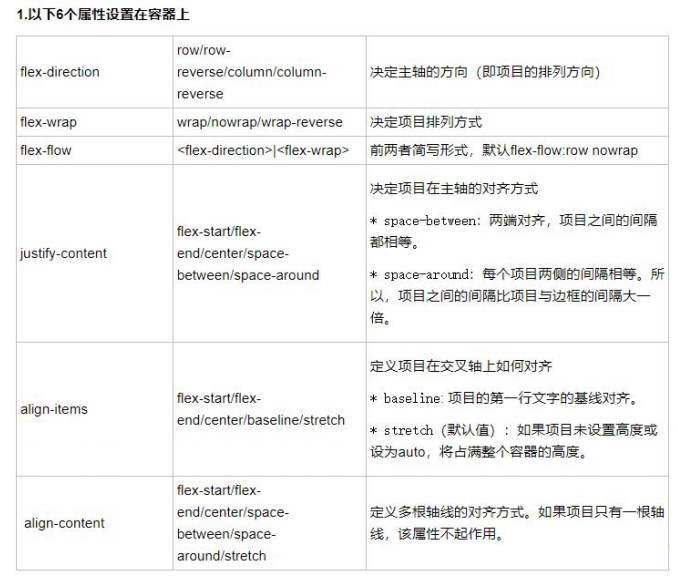 1.以下6个属性设置在容器上
flex-direction
row/row-
reverse/column/column-
reverse
决定主轴的方向（即项目的排列方向）
flex-wrap
wrap/nowrap/wrap-reverse
决定项目排列方式
flex-flow
<flex-direction>|<flex-wrap>
前两者简写形式，默认flex-flow:row nowrap
justify-content
flex-start/flex-
end/center/space-
between/space-around
决定项目在主轴的对齐方式
* space-between：两端对齐，项目之间的间隔
都相等。
* space-around：每个项目两侧的间隔相等。所
以，项目之间的间隔比项目与边框的间隔大一
倍。
align-items
flex-start/flex-
end/center/baseline/stretch
定义项目在交叉轴上如何对齐
* baseline: 项目的第一行文字的基线对齐。
* stretch（默认值）：如果项目未设置高度或
设为auto，将占满整个容器的高度。
align-content
flex-start/flex-
end/center/space-
between/space-
around/stretch
定义多根轴线的对齐方式。如果项目只有一根轴
线，该属性不起作用。